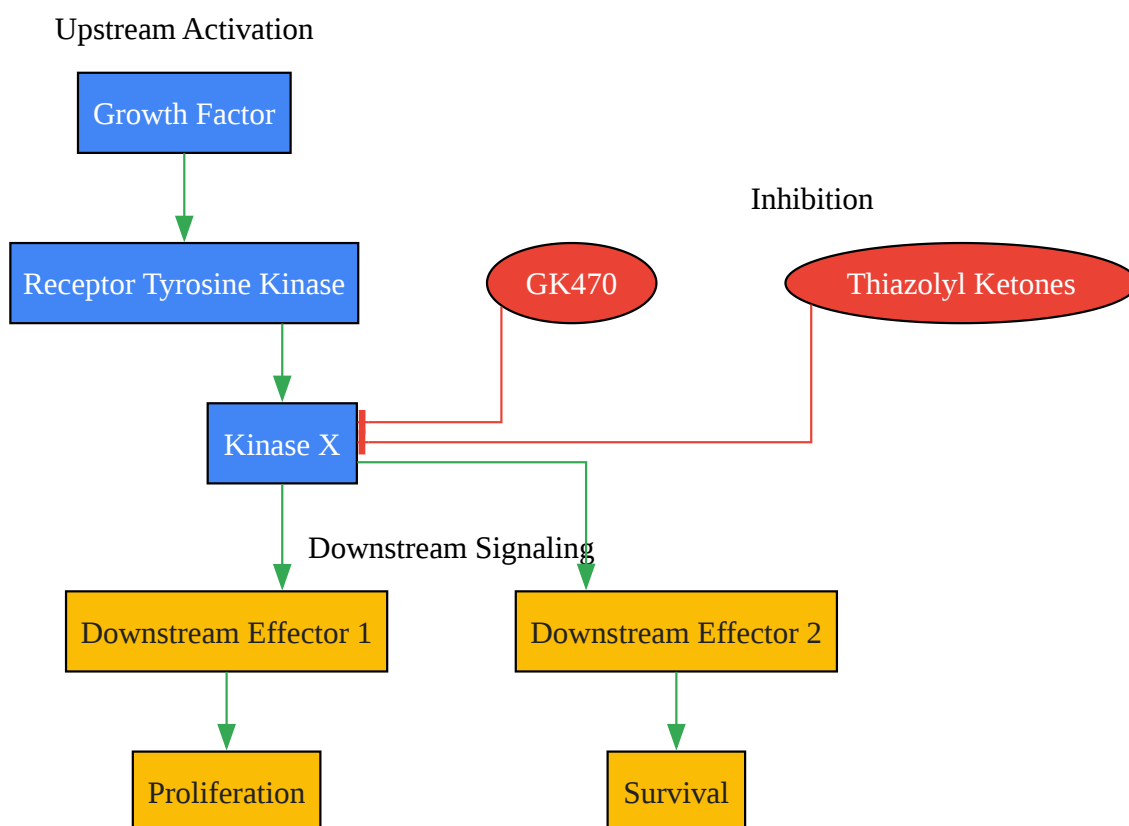 Upstream Activation
Growth Factor
Inhibition
Receptor Tyrosine Kinase
GK470
Thiazolyl Ketones
Kinase X
Downstream Signaling
Downstream Effector 1
Downstream Effector 2
Proliferation
Survival